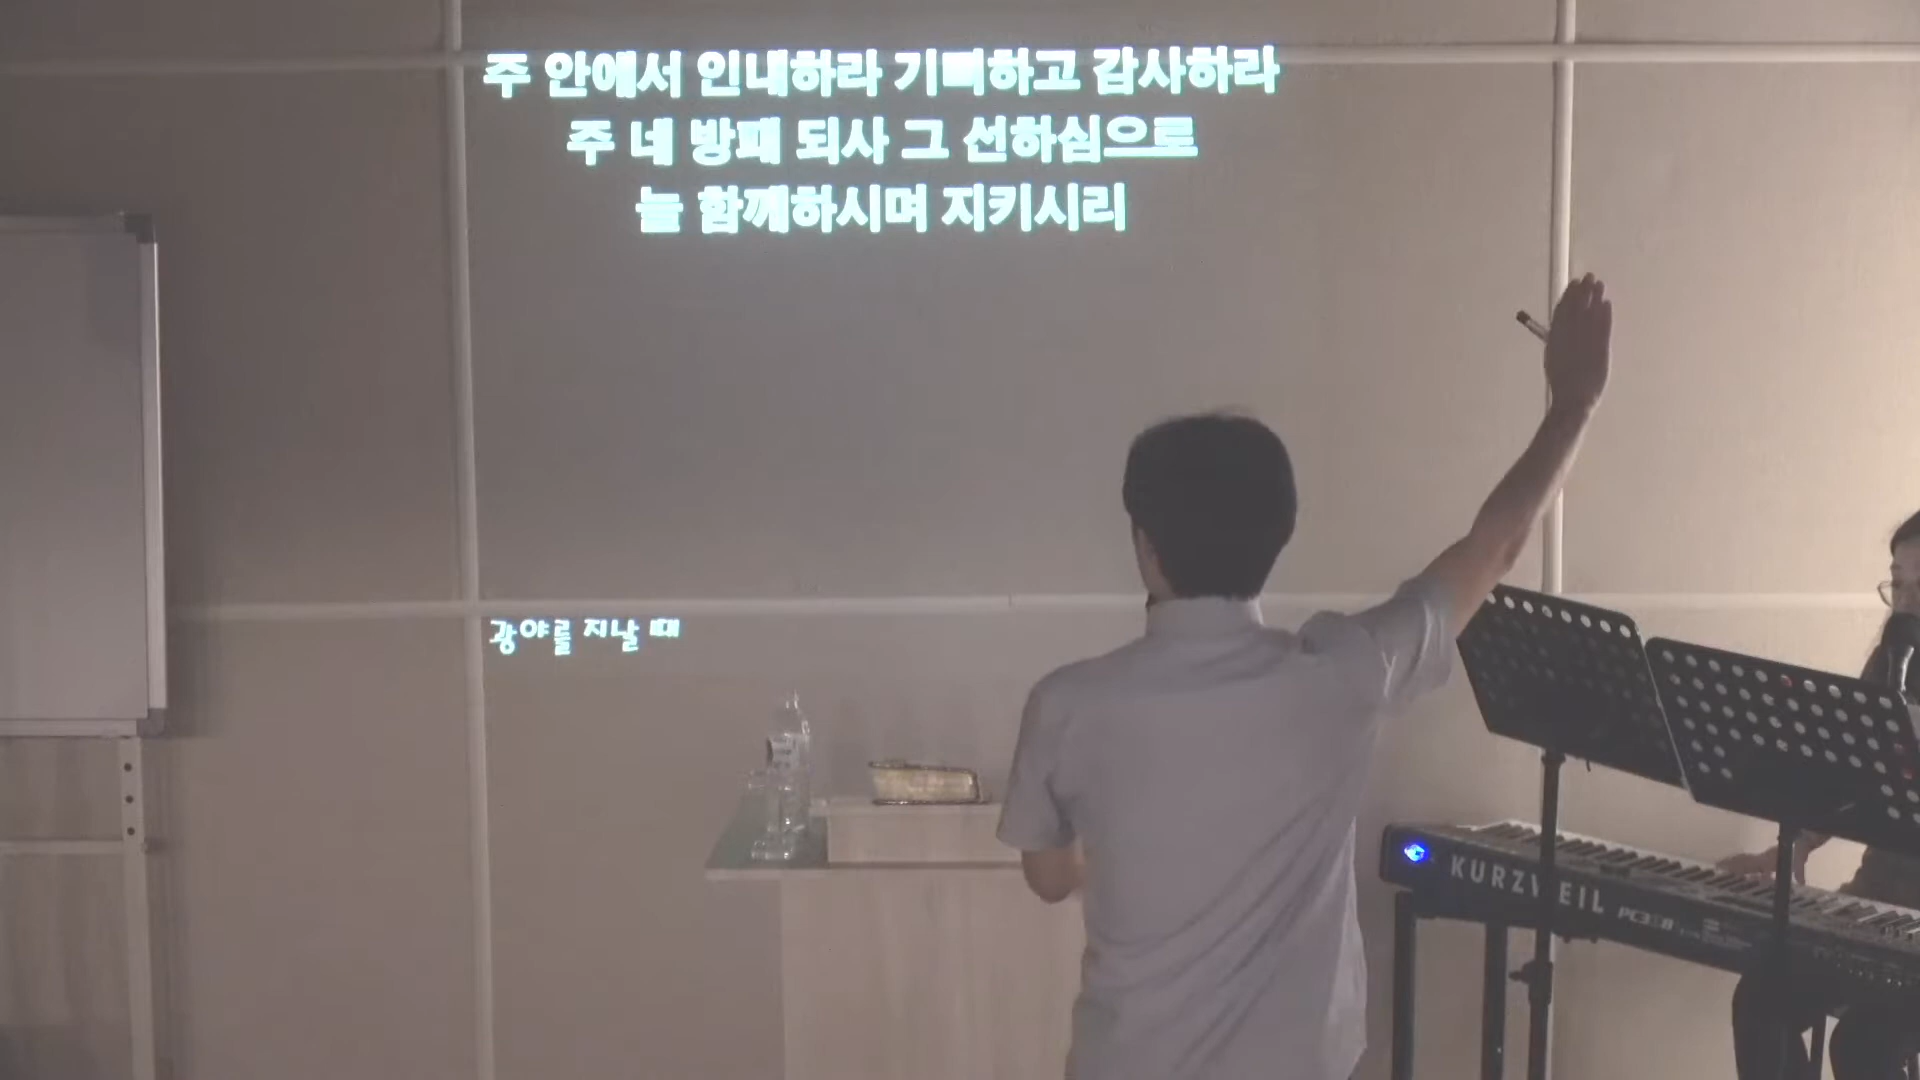 주 안에서 인내하라 기뻐하고 감사하라
주 네 방패 되사 그 선하심으로
늘 함께하시며 지키시리
광야를 지날 때
KURZWEIL